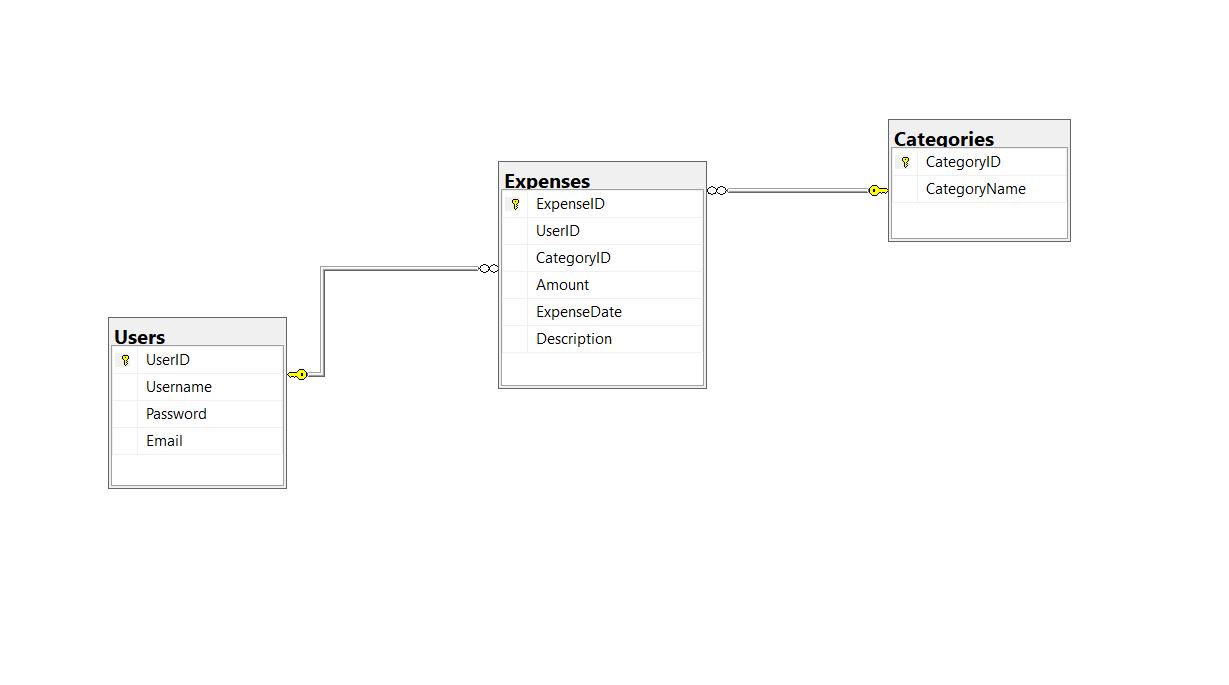 Users
UserID
Username
Password
Email
Expenses
ExpenseID
UserID
CategoryID
Amount
ExpenseDate
Description
Categories
CategoryID
CategoryName